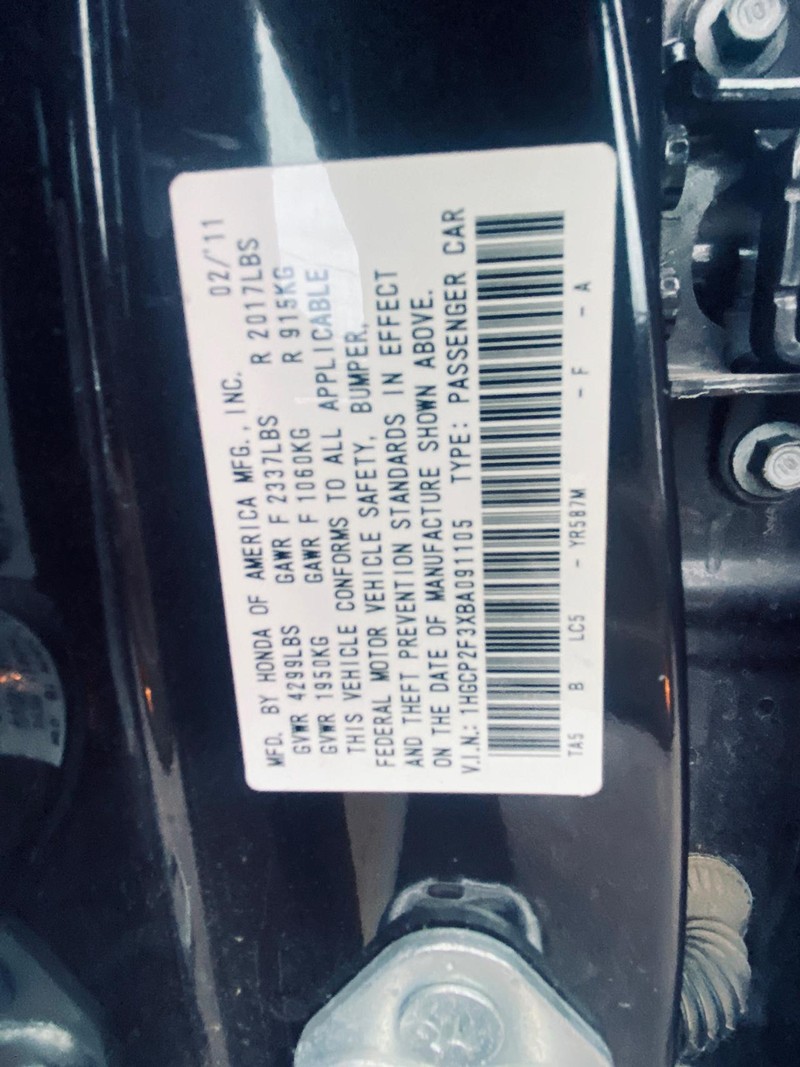 MFD. BY HONDA OF AMERICA MFG., INC. 02/'11
GVWR 4299LBS GAWR F 2337LBS R 2017LBS
GVWR 1950KG GAWR F 1060KG R 915KG
THIS VEHICLE CONFORMS TO ALL APPLICABLE
FEDERAL MOTOR VEHICLE SAFETY, BUMPER,
AND THEFT PREVENTION STANDARDS IN EFFECT
ON THE DATE OF MANUFACTURE SHOWN ABOVE.
V.I.N.: 1HGCP2F3XBA091105 TYPE: PASSENGER CAR
TA5 B LC5 - YR587M - F - A